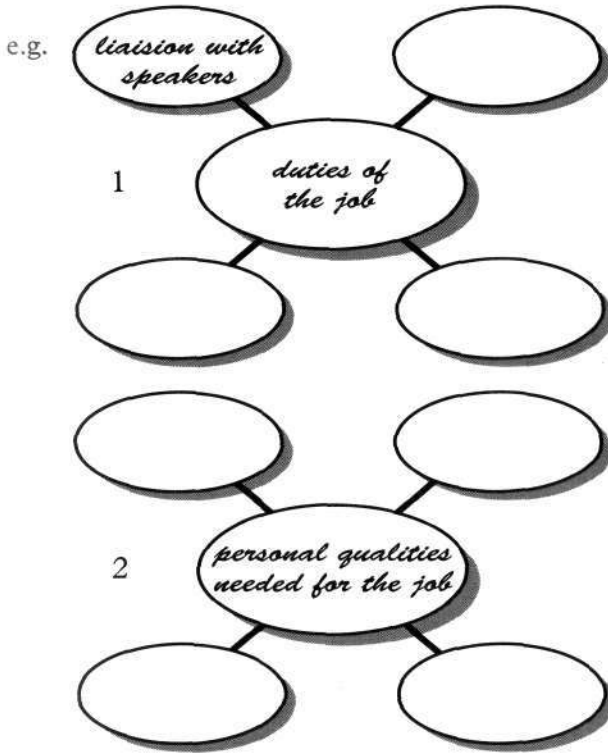 e.g.
liaision with
speakers
1
duties of
the job
2
personal qualities
needed for the job